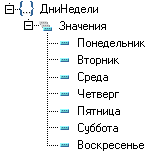 ДниНедели
Значения
Понедельник
Вторник
Среда
Четверг
Пятница
Суббота
Воскресенье